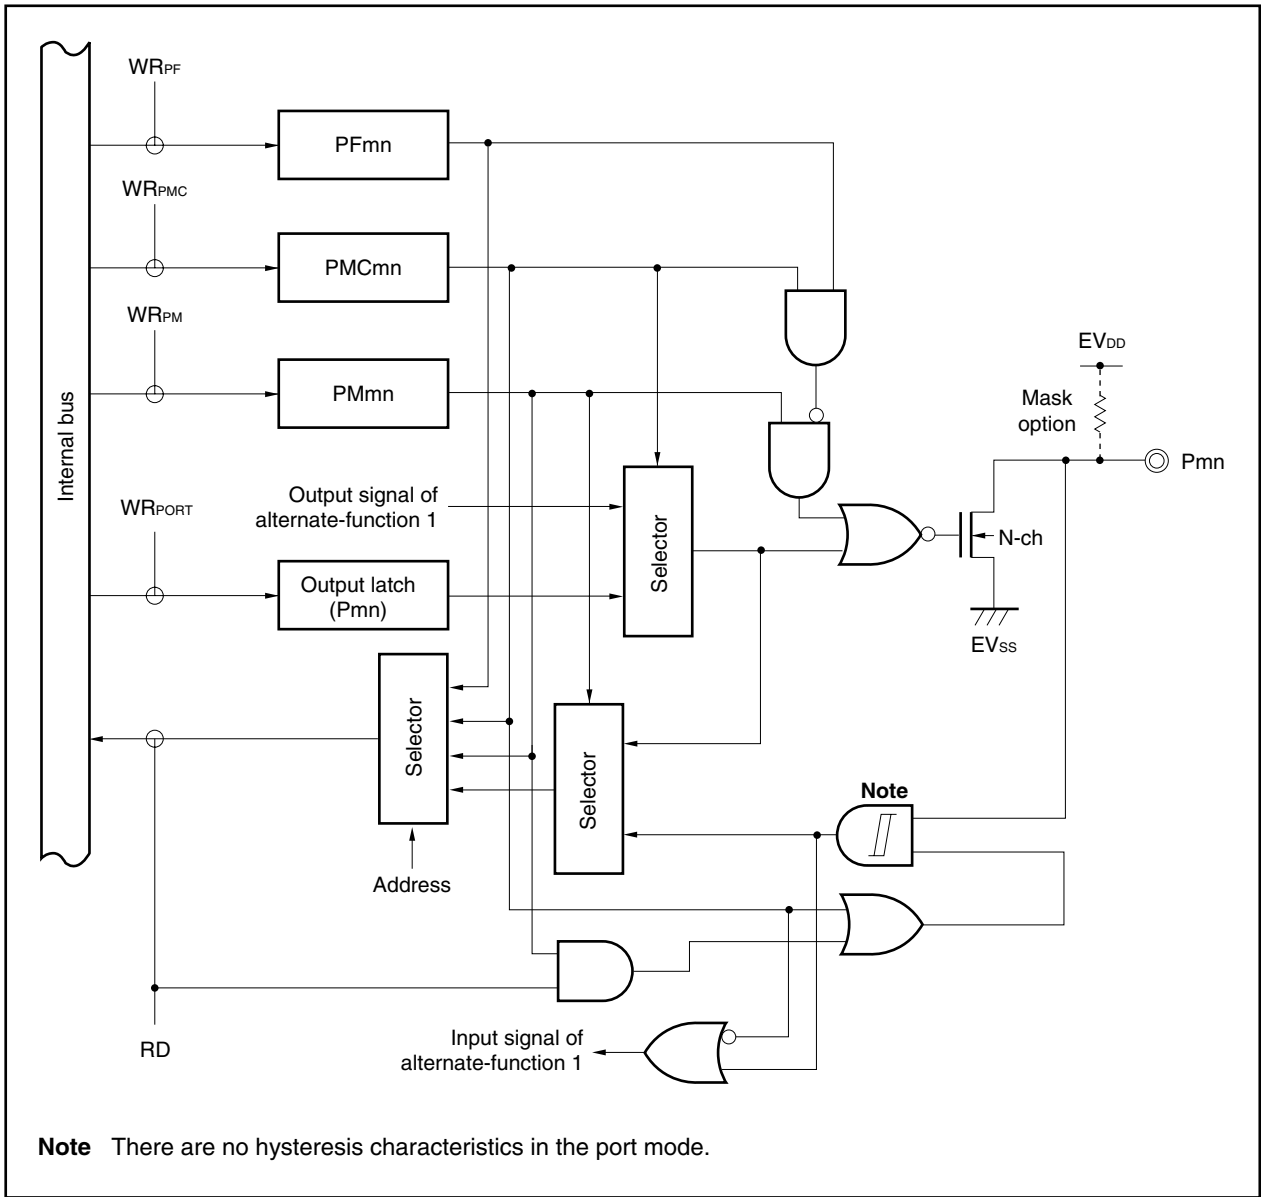 WRPF
PFmn
WRPMC
PMCmn
WRPM
PMmn
EVDD
Mask
option
Pmn
Internal bus
Output signal of
alternate-function 1
WRPORT
Output latch
(Pmn)
Selector
N-ch
EVSS
Selector
Selector
Address
Note
RD
Input signal of
alternate-function 1
Note There are no hysteresis characteristics in the port mode.